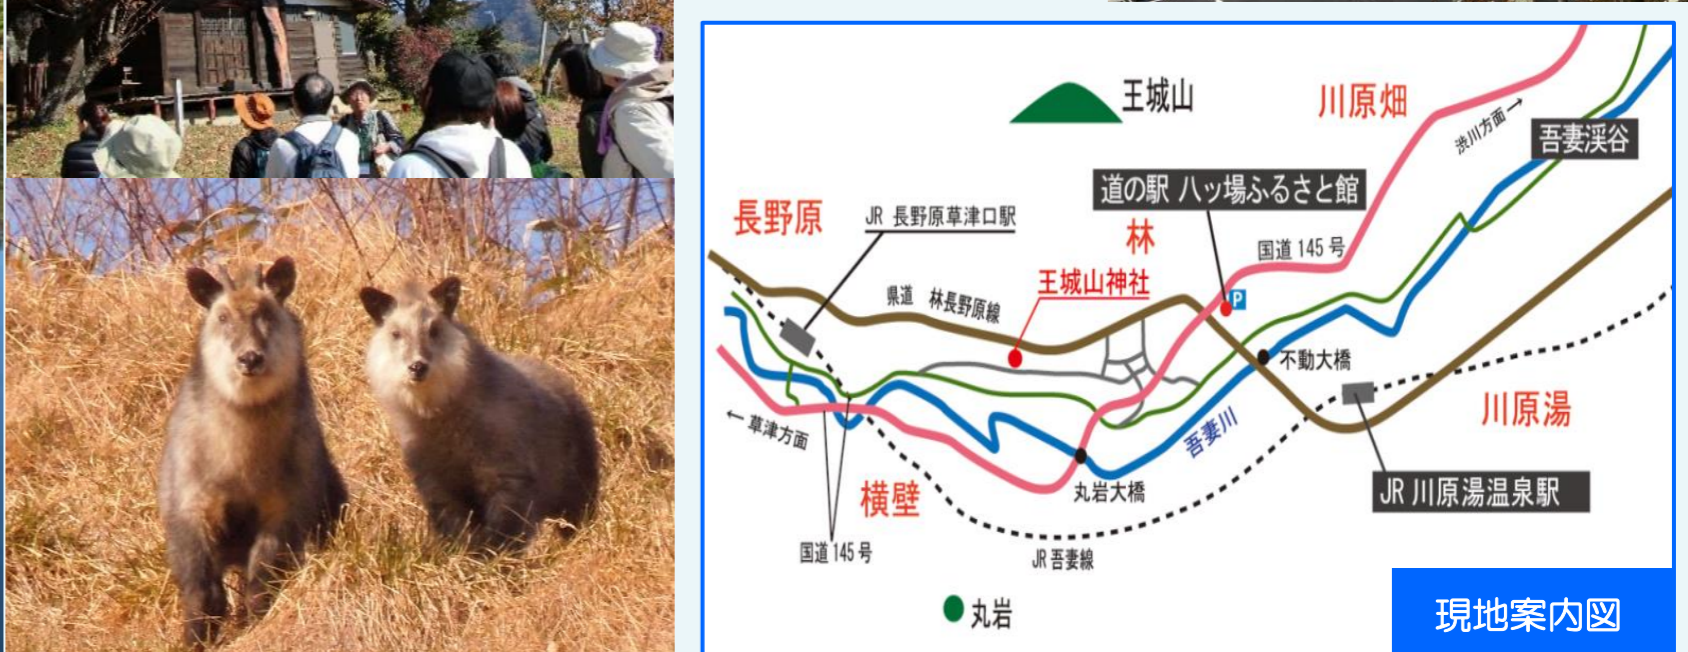 王城山
川原畑
渋川方面→
吾妻渓谷
道の駅 八ッ場ふるさと館
長野原
JR 長野原草津口駅
林
国道 145 号
王城山神社
P
県道 林長野原線
不動大橋
川原湯
←草津方面
吾妻川
横壁
丸岩大橋
JR 川原湯温泉駅
国道 145 号
JR 吾妻線
丸岩
現地案内図